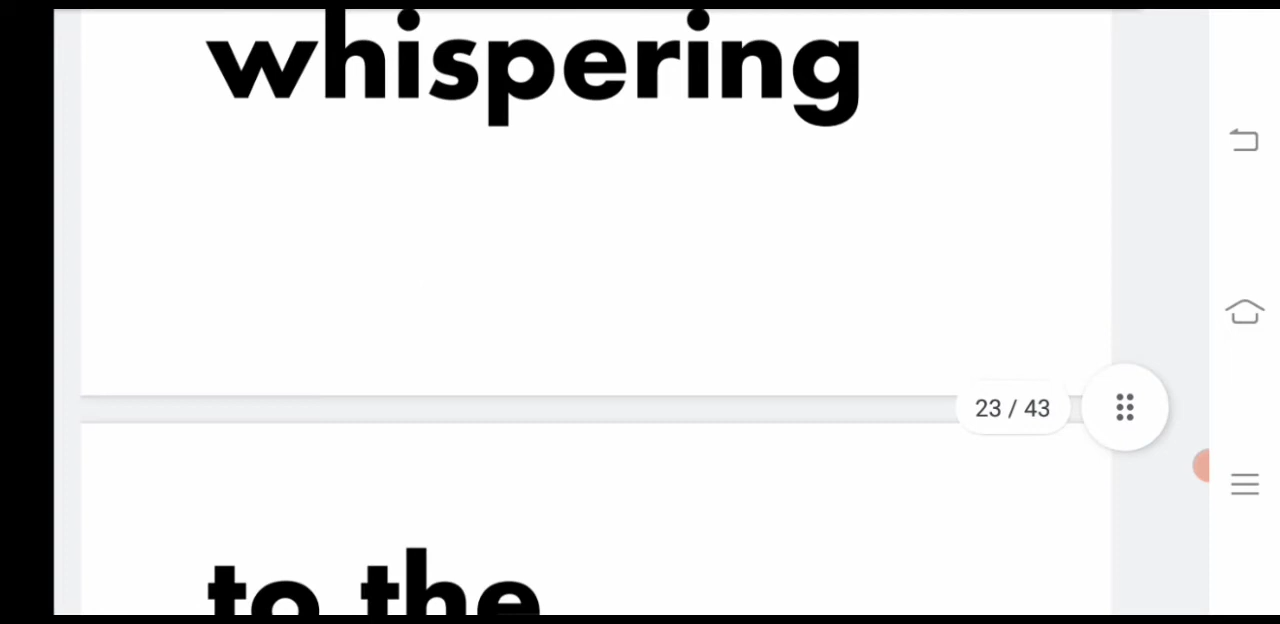 whispering
23 / 43
to the